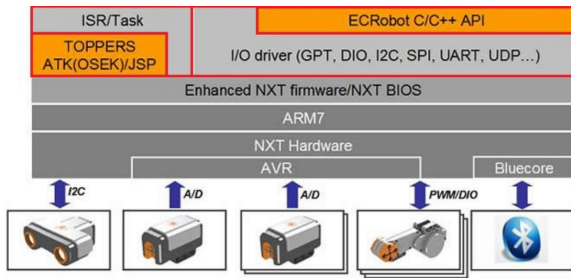 ISR/Task
ECRobot C/C++ API
TOPPERS
ATK(OSEK)/JSP
I/O driver (GPT, DIO, I2C, SPI, UART, UDP…)
Enhanced NXT firmware/NXT BIOS
ARM7
NXT Hardware
AVR
Bluecore
I2C
A/D
A/D
PWM/DIO